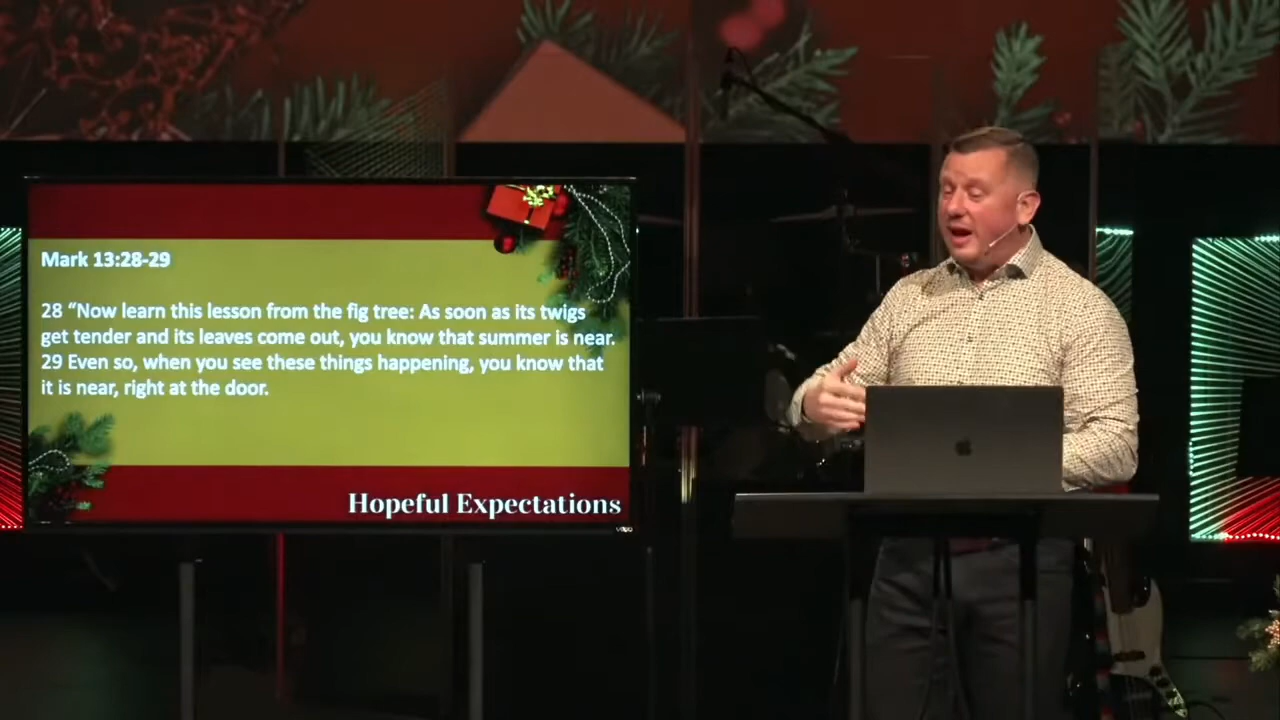 Mark 13:28-29
28 “Now learn this lesson from the fig tree: As soon as its twigs
get tender and its leaves come out, you know that summer is near.
29 Even so, when you see these things happening, you know that
it is near, right at the door.
Hopeful Expectations